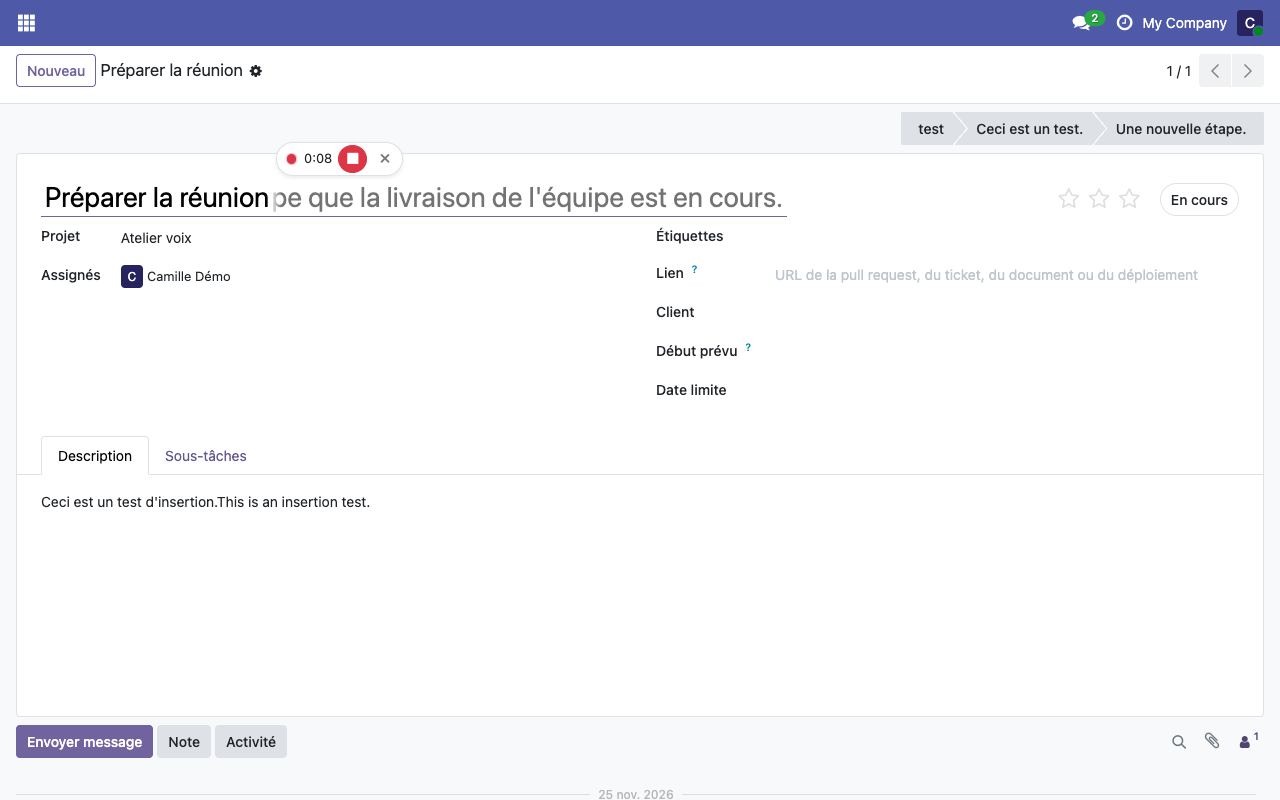 2
My Company
C
Nouveau
Préparer la réunion
1 / 1
test
Ceci est un test.
Une nouvelle étape.
0:08
Préparer la réunion pe que la livraison de l'équipe est en cours.
En cours
Projet
Atelier voix
Assignés
C
Camille Démo
Étiquettes
Lien ?
URL de la pull request, du ticket, du document ou du déploiement
Client
Début prévu ?
Date limite
Description
Sous-tâches
Ceci est un test d'insertion.This is an insertion test.
Envoyer message
Note
Activité
1
25 nov. 2026